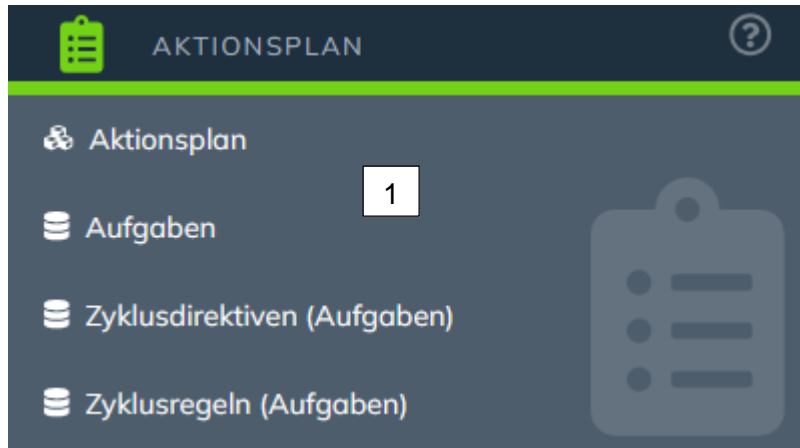 AKTIONSPLAN ?
Aktionsplan
1
Aufgaben
Zyklusdirektiven (Aufgaben)
Zyklusregeln (Aufgaben)